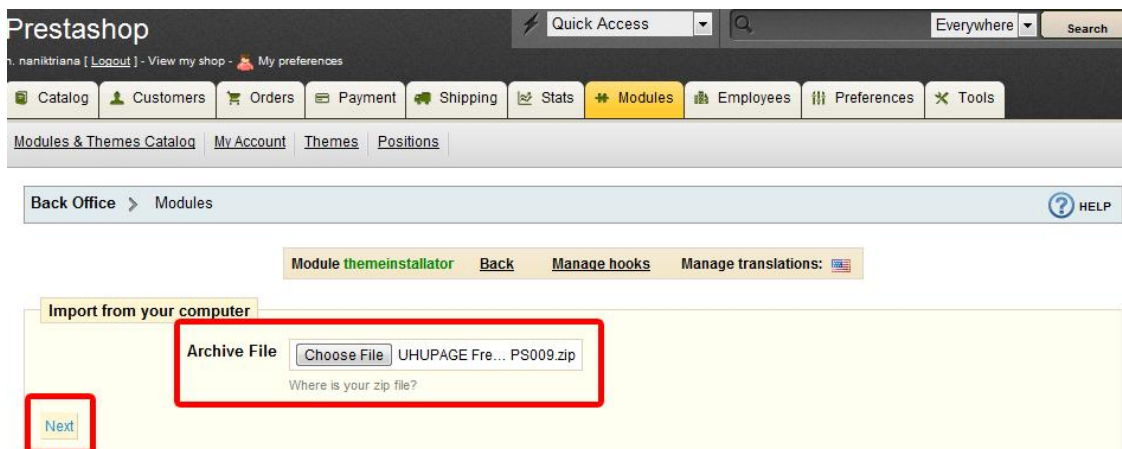 Prestashop
Quick Access
Everywhere
Search
n. naniktriana [ Logout ] - View my shop - My preferences
Catalog Customers Orders Payment Shipping Stats Modules Employees Preferences Tools
Modules & Themes Catalog My Account Themes Positions
Back Office > Modules
HELP
Module themeinstallator Back Manage hooks Manage translations:
Import from your computer
Archive File Choose File UHUPAGE Fre... PS009.zip
Where is your zip file?
Next